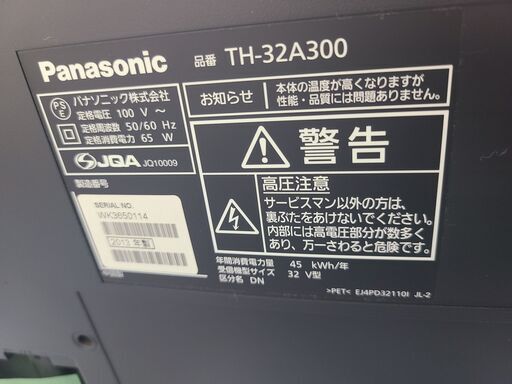 Panasonic 品番 TH-32A300
PSE
パナソニック株式会社
定格電圧 100 V ～
定格周波数 50/60 Hz
定格消費電力 65 W
JQA JQ10009
お知らせ
本体の温度が高くなりますが
性能・品質には問題ありません。
警告
高圧注意
サービスマン以外の方は、
裏ぶたをあけないでください。
内部には高電圧部分が数多く
あり、万一さわると危険です。
製造番号
SERIAL NO.
WK3650114
2013 年製
年間消費電力量 45 kWh/年
受信機型サイズ 32 V型
区分名 DN
>PET< EJ4PD32110I JL-2